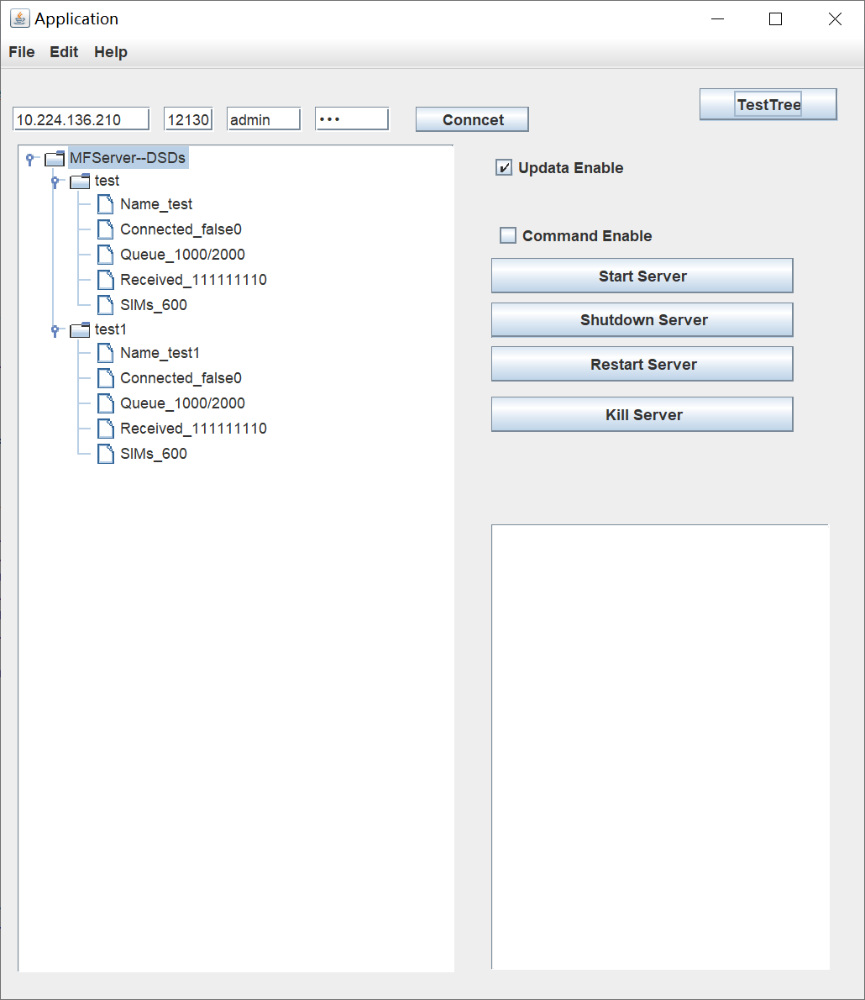 Application
File Edit Help
TestTree
10.224.136.210 12130 admin ••• Conncet
MFServer--DSDs
test
Name_test
Connected_false0
Queue_1000/2000
Received_111111110
SIMs_600
test1
Name_test1
Connected_false0
Queue_1000/2000
Received_111111110
SIMs_600
Updata Enable
Command Enable
Start Server
Shutdown Server
Restart Server
Kill Server